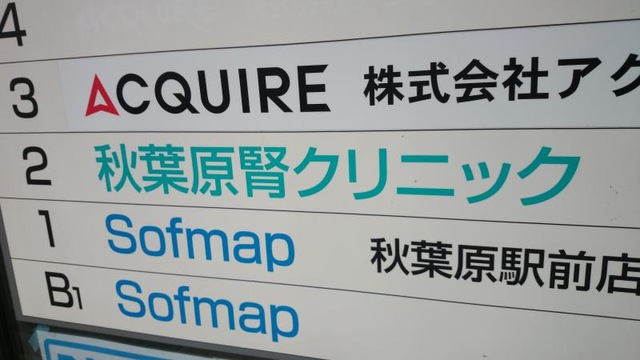 4
3 ACQUIRE 株式会社アク
2 秋葉原腎クリニック
1 Sofmap 秋葉原駅前店
B1 Sofmap